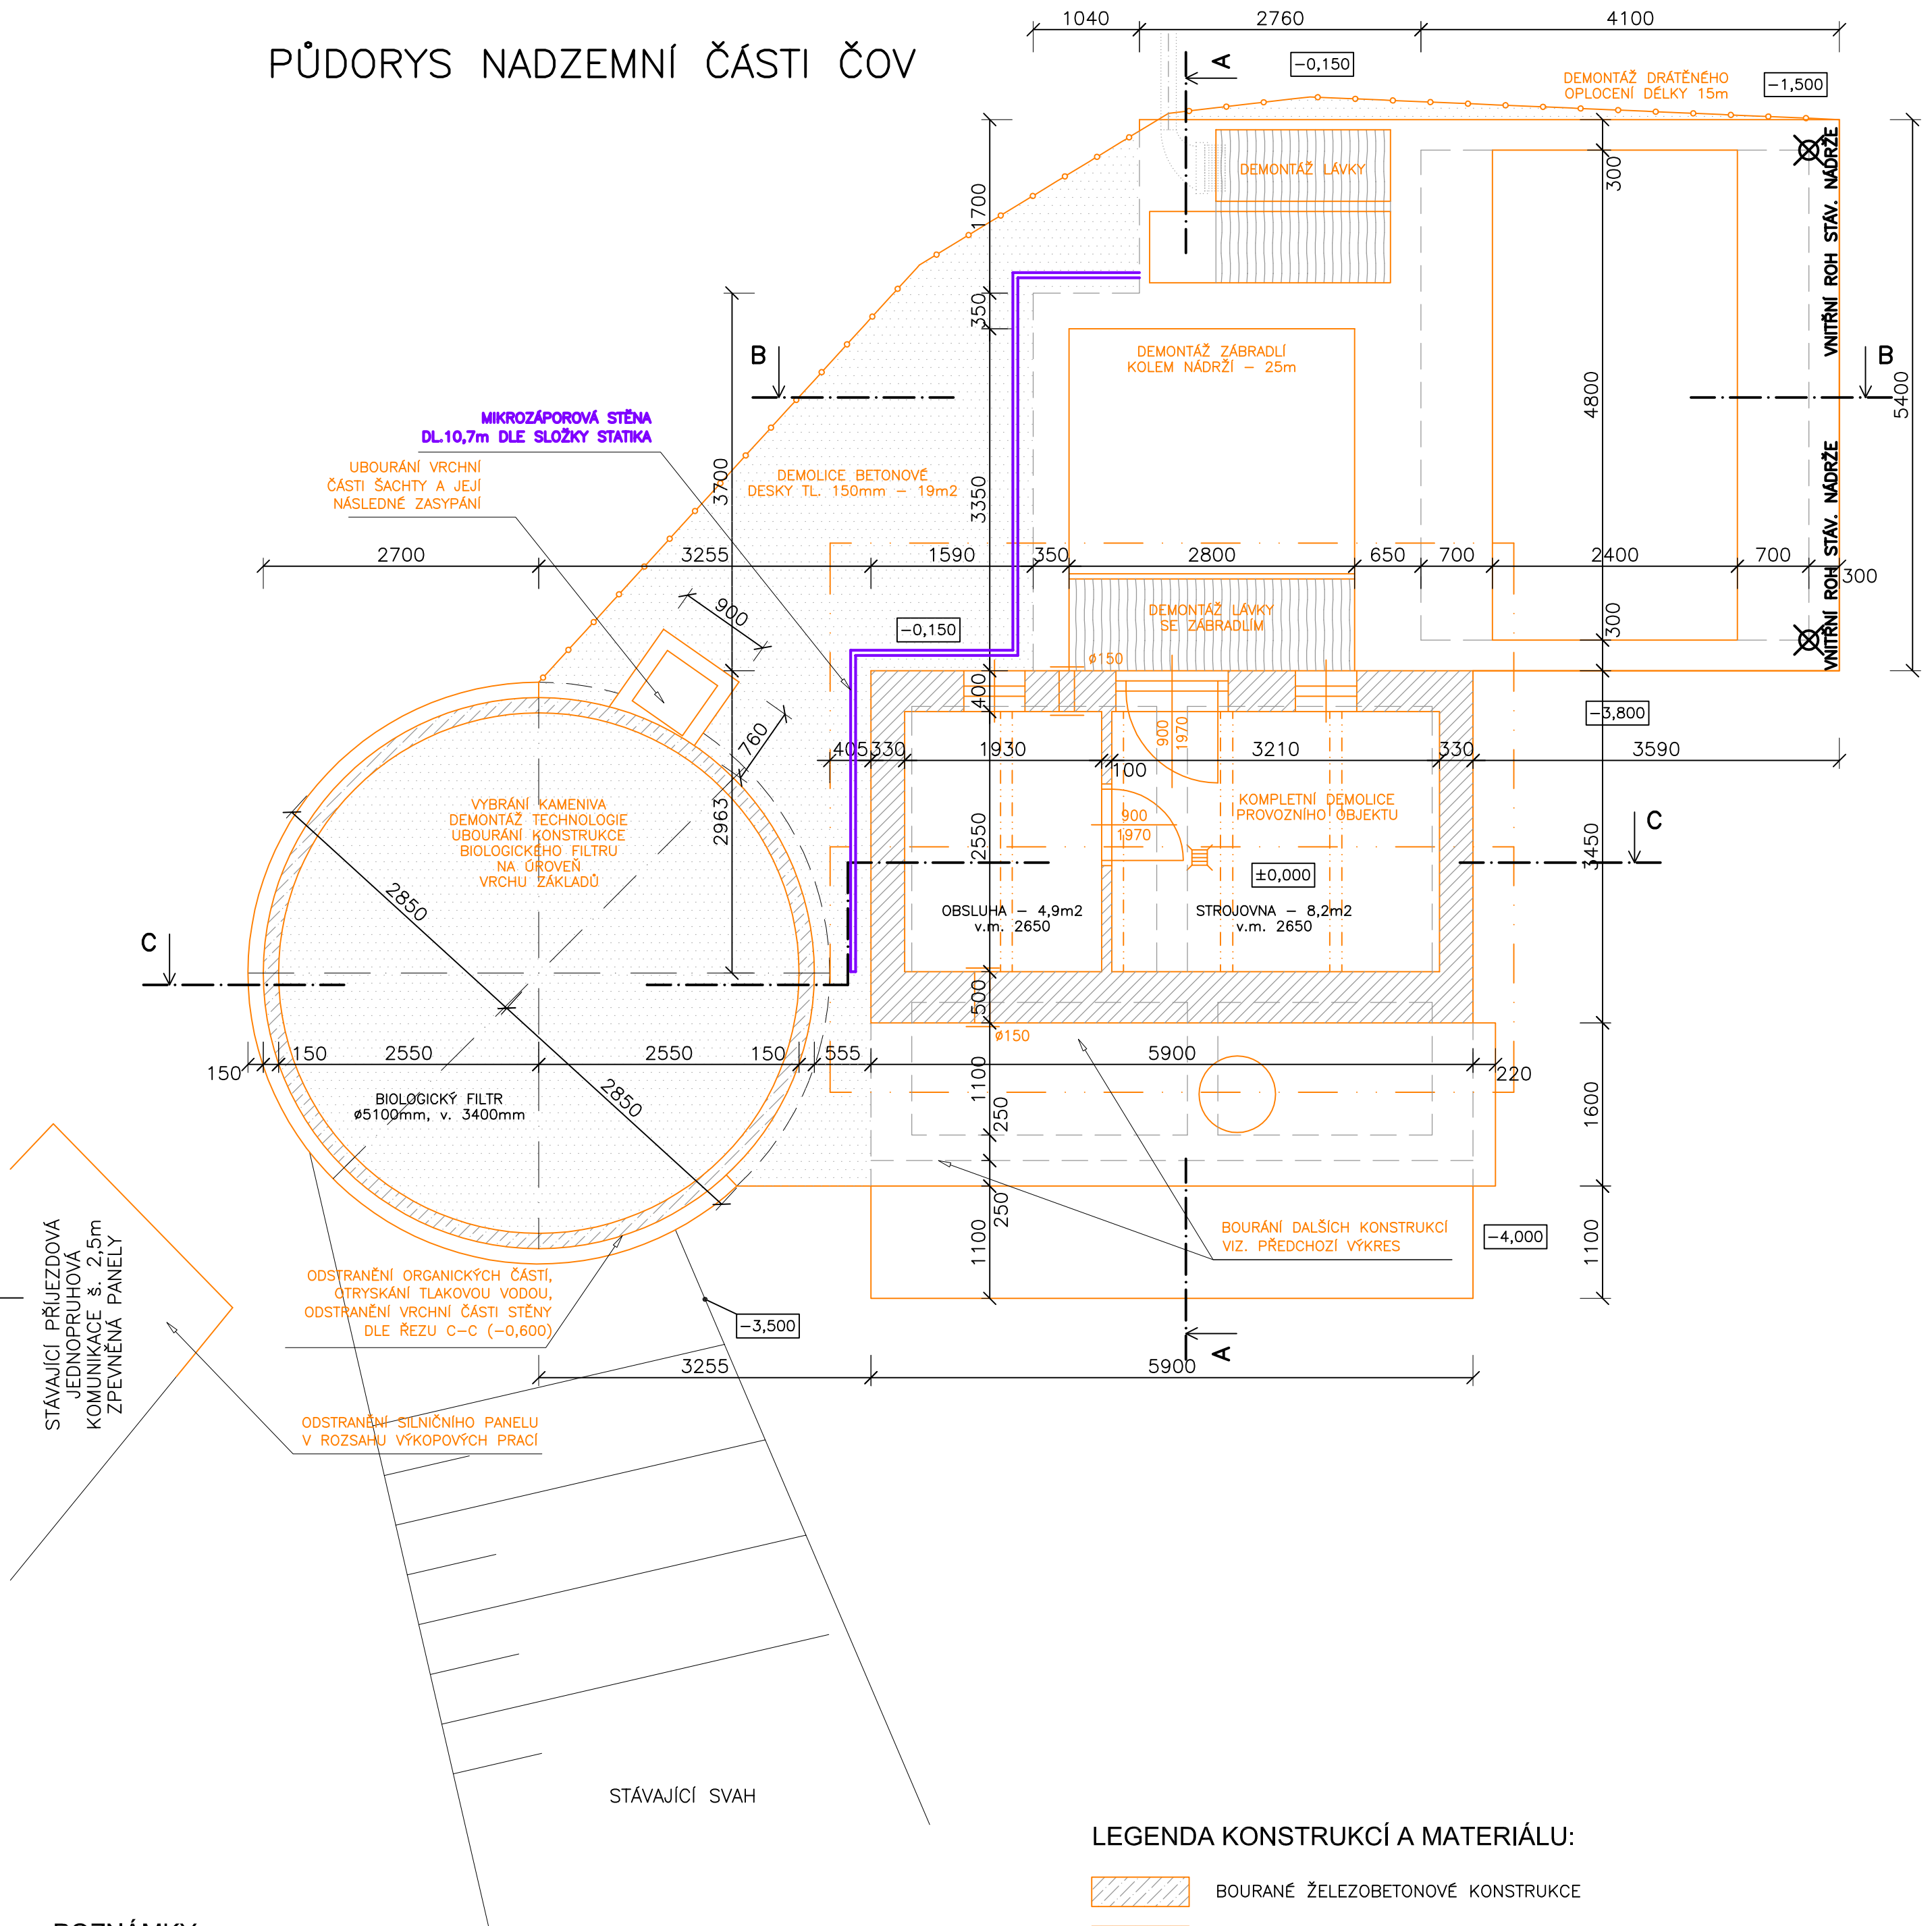 PŮDORYS NADZEMNÍ ČÁSTI ČOV
1040
2760
4100
A
-0,150
DEMONTÁŽ DRÁTĚNÉHO
OPLOCENÍ DÉLKY 15m
-1,500
DEMONTÁŽ LÁVKY
300
VNITŘNÍ ROH STÁV. NÁDRŽE
1700
350
DEMONTÁŽ ZÁBRADLÍ
KOLEM NÁDRŽÍ - 25m
B
B
4800
5400
MIKROZÁPOROVÁ STĚNA
DL.10,7m DLE SLOŽKY STATIKA
UBOURÁNÍ VRCHNÍ
ČÁSTI ŠACHTY A JEJÍ
NÁSLEDNÉ ZASYPÁNÍ
3700
DEMOLICE BETONOVÉ
DESKY TL. 150mm - 19m2
3350
VNITŘNÍ ROH STÁV. NÁDRŽE
2700
3255
1590
350
2800
650
700
2400
700
300
900
-0,150
DEMONTÁŽ LÁVKY
SE ZÁBRADLÍM
300
ø150
400
900
1970
-3,800
760
405
330
1930
100
3210
330
3590
VYBRÁNÍ KAMENIVA
DEMONTÁŽ TECHNOLOGIE
UBOURÁNÍ KONSTRUKCE
BIOLOGICKÉHO FILTRU
NA ÚROVEŇ
VRCHU ZÁKLADŮ
2963
2550
KOMPLETNÍ DEMOLICE
PROVOZNÍHO OBJEKTU
900
1970
C
3450
±0,000
2850
OBSLUHA - 4,9m2
v.m. 2650
STROJOVNA - 8,2m2
v.m. 2650
C
500
ø150
150
150
2550
2550
150
555
5900
220
1100
250
1600
BIOLOGICKÝ FILTR
ø5100mm, v. 3400mm
2850
250
1100
1100
BOURÁNÍ DALŠÍCH KONSTRUKCÍ
VIZ. PŘEDCHOZÍ VÝKRES
-4,000
STÁVAJÍCÍ PŘÍJEZDOVÁ
JEDNOPRUHOVÁ
KOMUNIKACE š. 2,5m
ZPEVNĚNÁ PANELY
ODSTRANĚNÍ ORGANICKÝCH ČÁSTÍ,
OTRYSKÁNÍ TLAKOVOU VODOU,
ODSTRANĚNÍ VRCHNÍ ČÁSTI STĚNY
DLE ŘEZU C-C (-0,600)
-3,500
A
3255
5900
ODSTRANĚNÍ SILNIČNÍHO PANELU
V ROZSAHU VÝKOPOVÝCH PRACÍ
STÁVAJÍCÍ SVAH
LEGENDA KONSTRUKCÍ A MATERIÁLU:
BOURANÉ ŽELEZOBETONOVÉ KONSTRUKCE